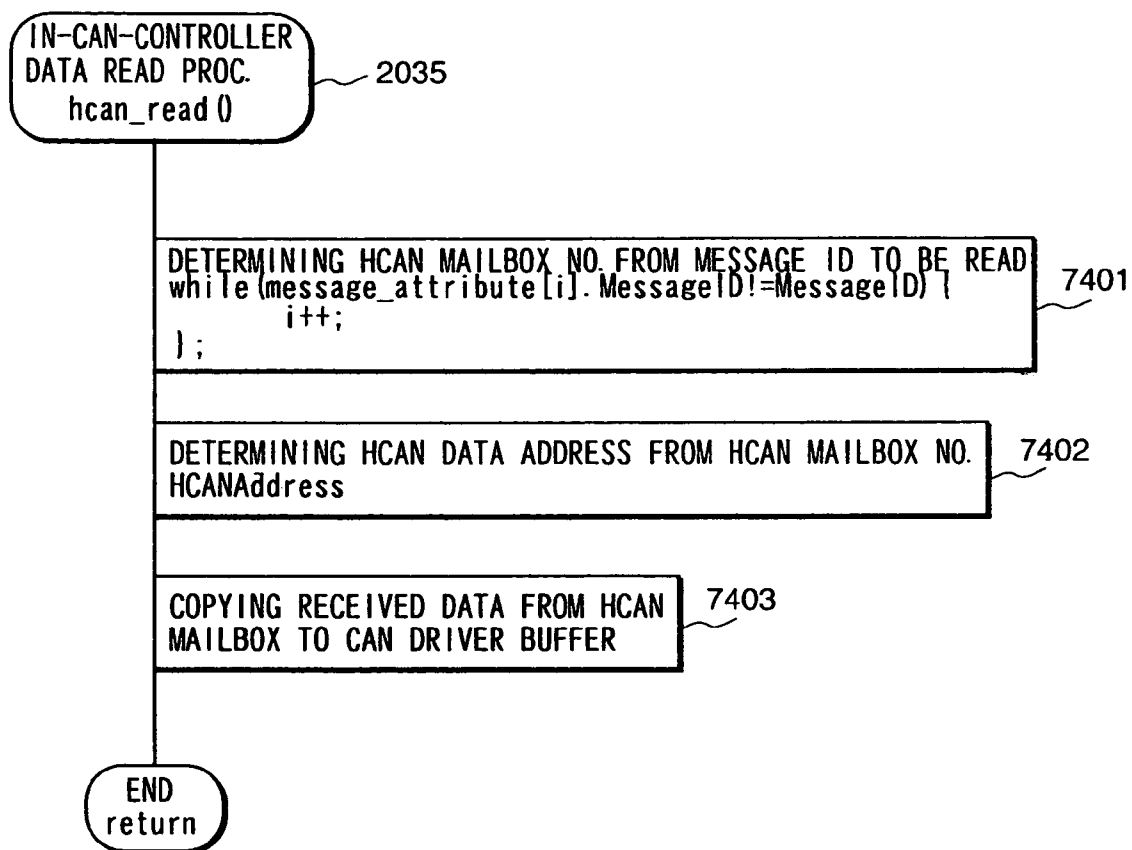 IN-CAN-CONTROLLER
DATA READ PROC.
hcan_read()
2035
DETERMINING HCAN MAILBOX NO. FROM MESSAGE ID TO BE READ
while(message_attribute[i].MessageID!=MessageID) {
i++;
};
7401
DETERMINING HCAN DATA ADDRESS FROM HCAN MAILBOX NO.
HCANAddress
7402
COPYING RECEIVED DATA FROM HCAN
MAILBOX TO CAN DRIVER BUFFER
7403
END
return